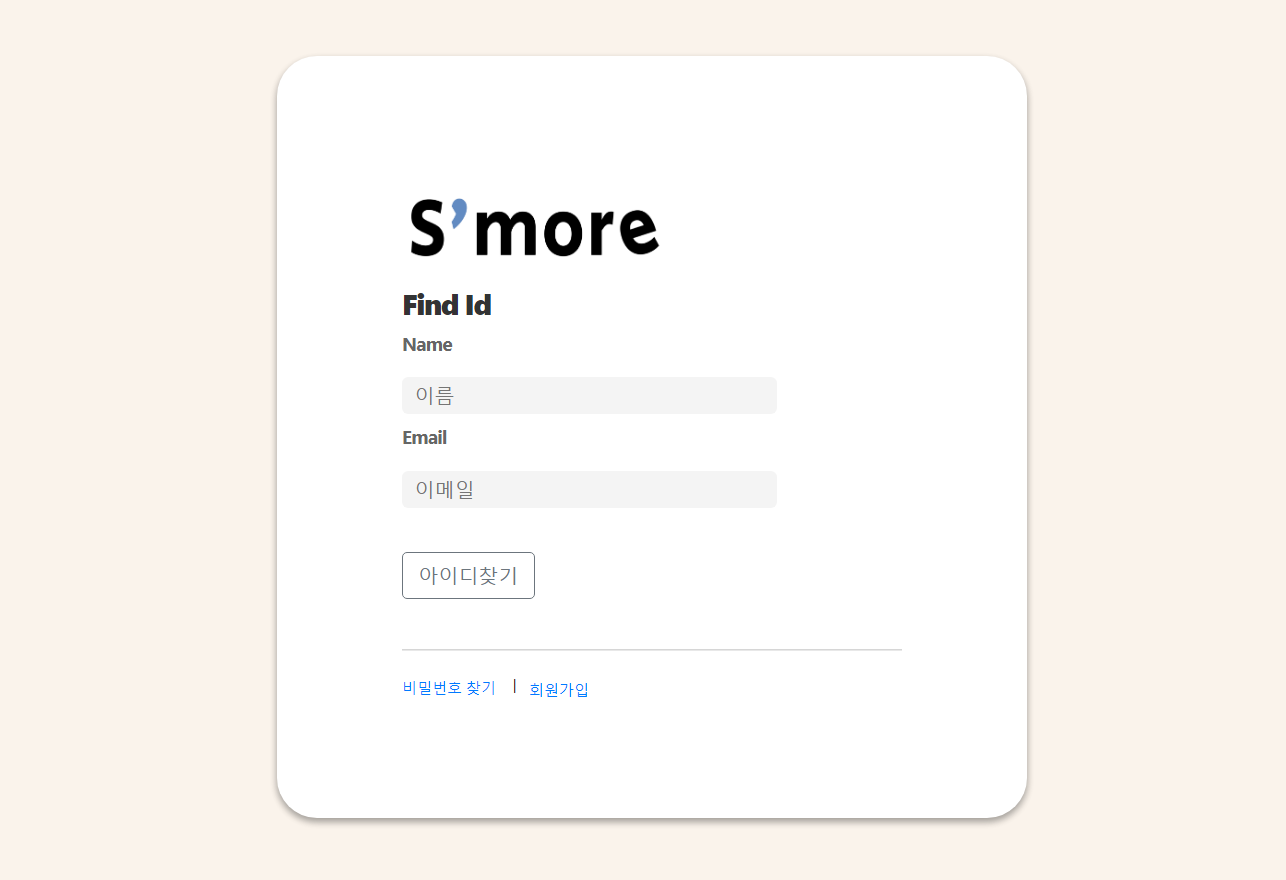 S’more
Find Id
Name
이름
Email
이메일
아이디찾기
비밀번호 찾기 | 회원가입